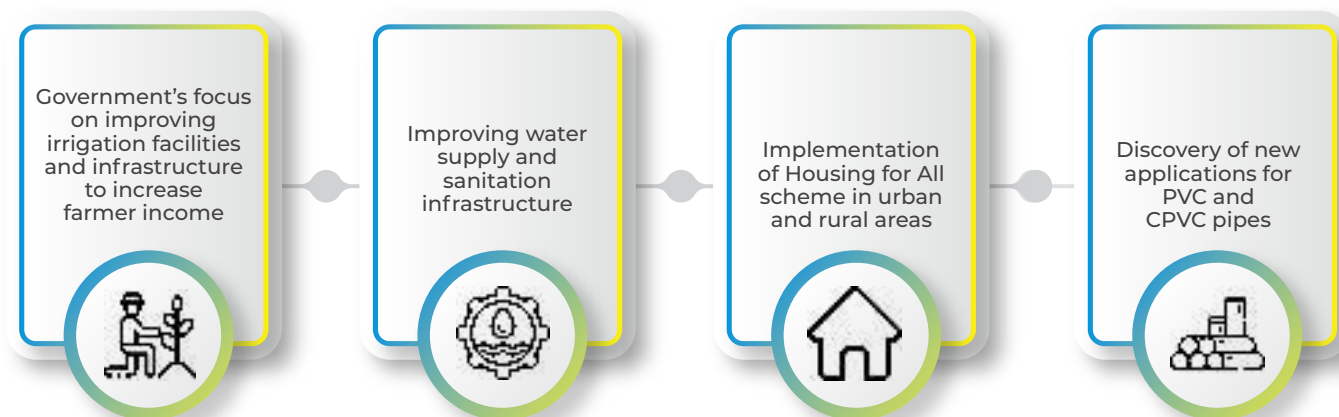 Government’s focus
on improving
irrigation facilities
and infrastructure
to increase
farmer income
Improving water
supply and
sanitation
infrastructure
Implementation
of Housing for All
scheme in urban
and rural areas
Discovery of new
applications for
PVC and
CPVC pipes